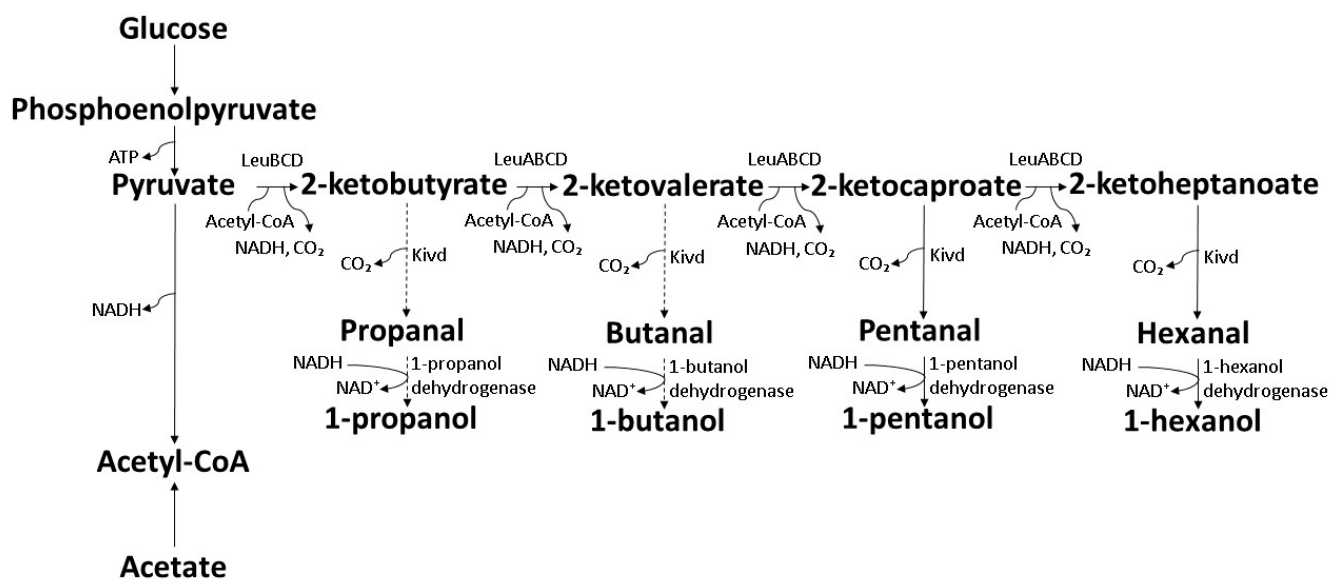 Glucose
Phosphoenolpyruvate
ATP
LeuBCD
LeuABCD
LeuABCD
LeuABCD
Pyruvate
2-ketobutyrate
2-ketovalerate
2-ketocaproate
2-ketoheptanoate
Acetyl-CoA
Acetyl-CoA
Acetyl-CoA
Acetyl-CoA
NADH, CO₂
NADH, CO₂
NADH, CO₂
NADH, CO₂
CO₂
Kivd
CO₂
Kivd
CO₂
Kivd
CO₂
Kivd
NADH
Propanal
Butanal
Pentanal
Hexanal
NADH
1-propanol
NADH
1-butanol
NADH
1-pentanol
NADH
1-hexanol
NAD⁺
dehydrogenase
NAD⁺
dehydrogenase
NAD⁺
dehydrogenase
NAD⁺
dehydrogenase
1-propanol
1-butanol
1-pentanol
1-hexanol
Acetyl-CoA
Acetate